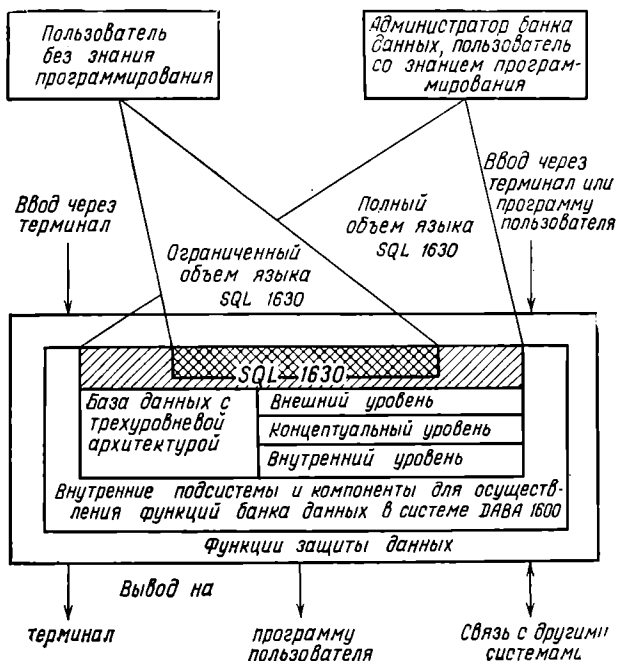 Пользователь
без знания
программирования
Администратор банка
данных, пользователь
со знанием програм-
мирования
Ввод через
терминал
Ограниченный
объем языка
SQL 1630
Полный
объем языка
SQL 1630
Ввод через
терминал или
программу
пользователя
SQL 1630
База данных с
трехуровневой
архитектурой
Внешний уровень
Концептуальный уровень
Внутренний уровень
Внутренние подсистемы и компоненты для осуществ-
ления функций банка данных в системе DABA 1600
Функции защиты данных
Вывод на
терминал
программу
пользователя
Связь с другими
системами